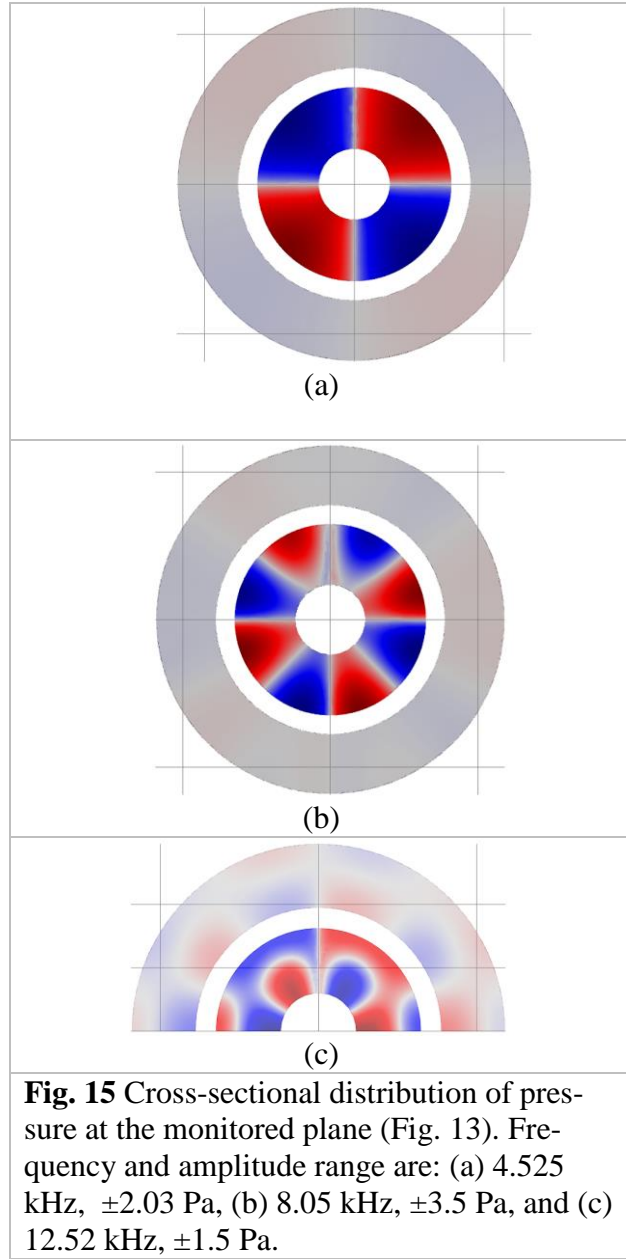 (a)
(b)
(c)
Fig. 15 Cross-sectional distribution of pres-
sure at the monitored plane (Fig. 13). Fre-
quency and amplitude range are: (a) 4.525
kHz, ±2.03 Pa, (b) 8.05 kHz, ±3.5 Pa, and (c)
12.52 kHz, ±1.5 Pa.